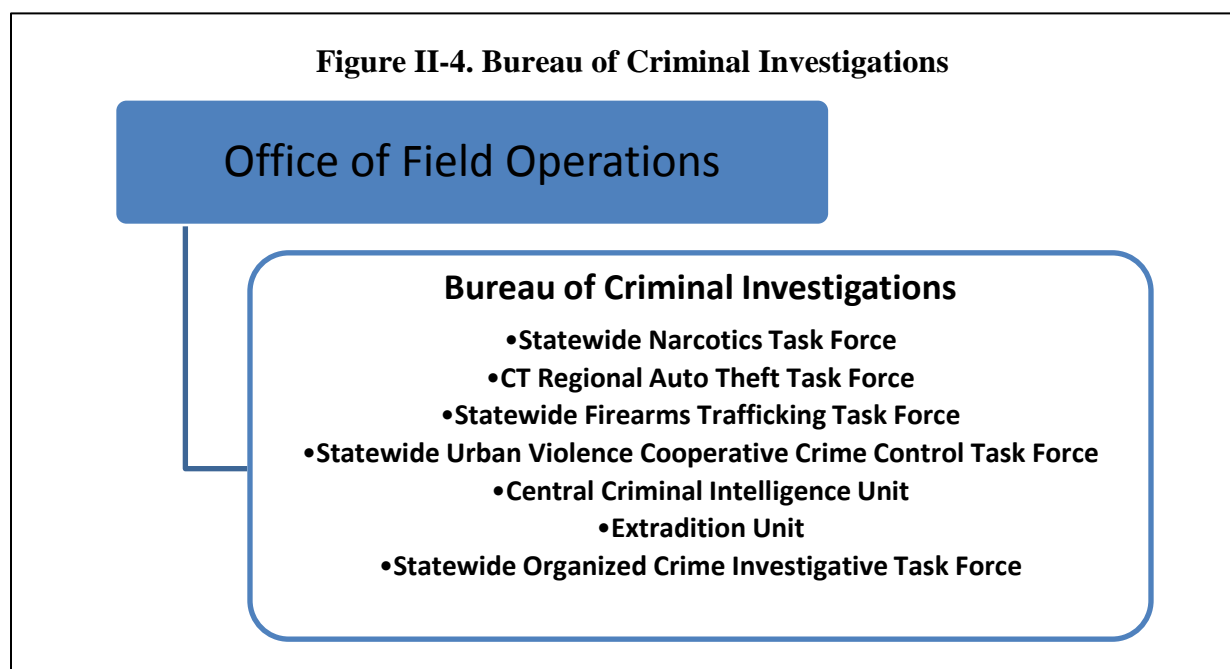 Figure II-4. Bureau of Criminal Investigations
Office of Field Operations
Bureau of Criminal Investigations
•Statewide Narcotics Task Force
•CT Regional Auto Theft Task Force
•Statewide Firearms Trafficking Task Force
•Statewide Urban Violence Cooperative Crime Control Task Force
•Central Criminal Intelligence Unit
•Extradition Unit
•Statewide Organized Crime Investigative Task Force